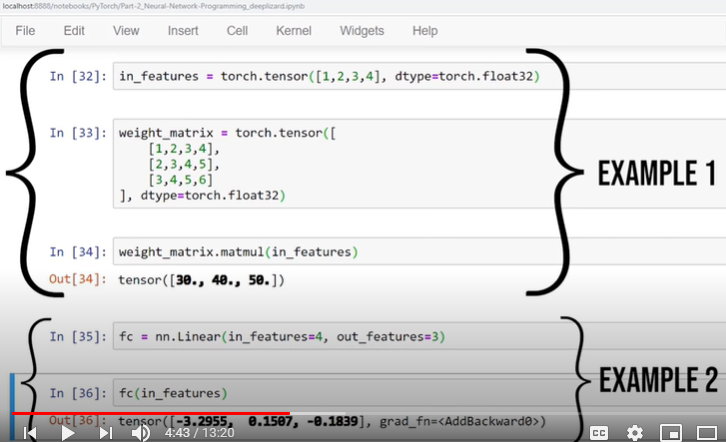 localhost:8888/notebooks/PyTorch/Part-2_Neural-Network-Programming_deeplizard.ipynb
File Edit View Insert Cell Kernel Widgets Help
In [32]: in_features = torch.tensor([1,2,3,4], dtype=torch.float32)
In [33]: weight_matrix = torch.tensor([
[1,2,3,4],
[2,3,4,5],
[3,4,5,6]
], dtype=torch.float32)
EXAMPLE 1
In [34]: weight_matrix.matmul(in_features)
Out[34]: tensor([30., 40., 50.])
In [35]: fc = nn.Linear(in_features=4, out_features=3)
EXAMPLE 2
In [36]: fc(in_features)
Out[36]: tensor([-3.2955, 0.1507, -0.1839], grad_fn=<AddBackward0>)
4:43 / 13:20
CC